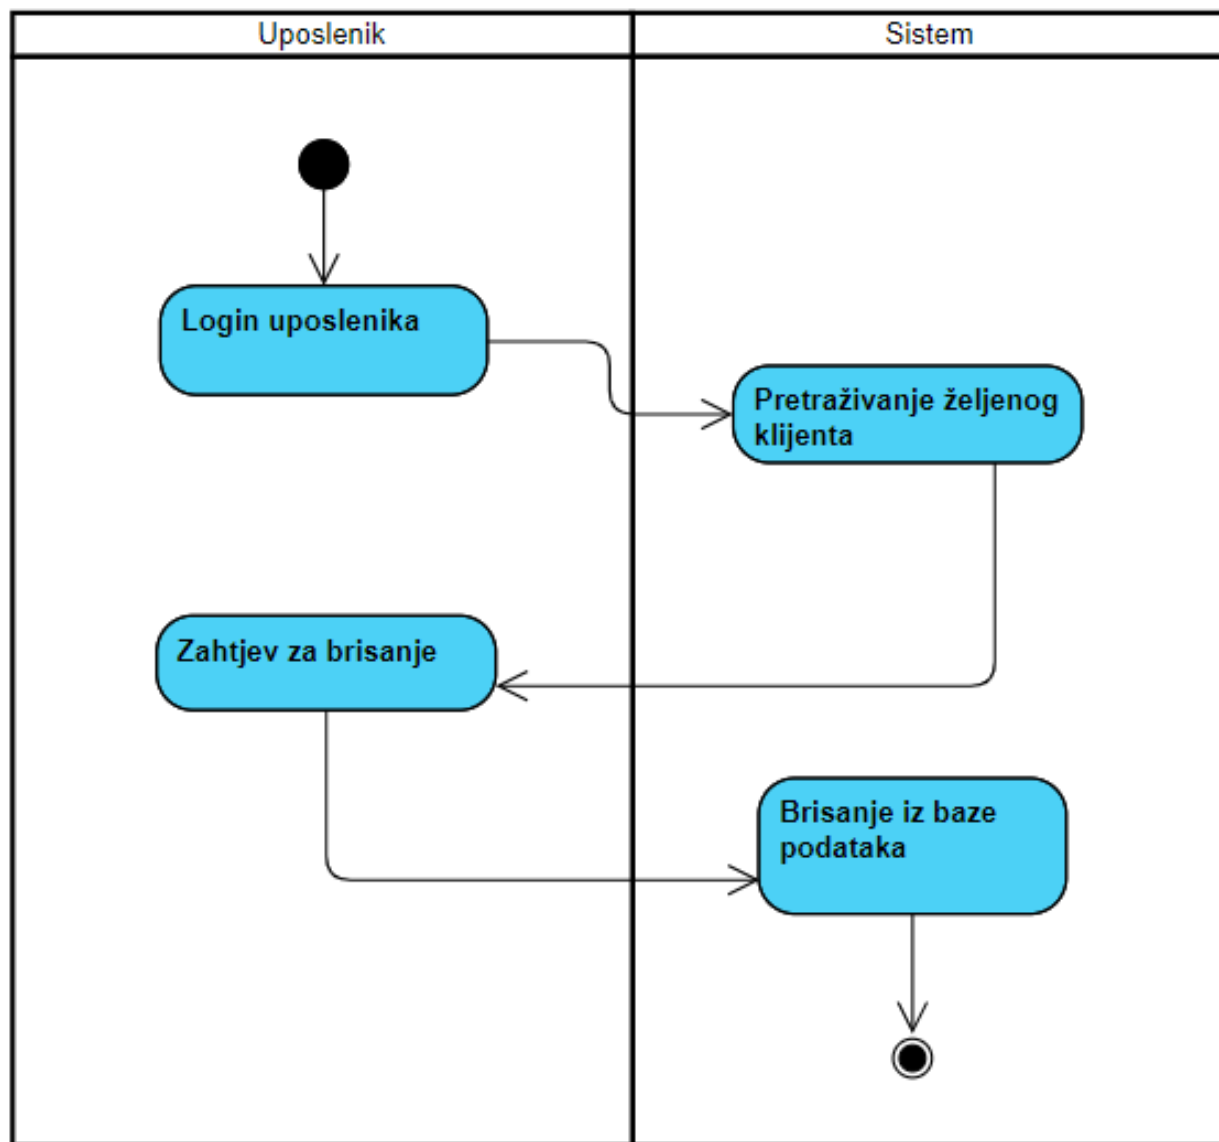 Uposlenik
Sistem
Login uposlenika
Pretraživanje željenog
klijenta
Zahtjev za brisanje
Brisanje iz baze
podataka